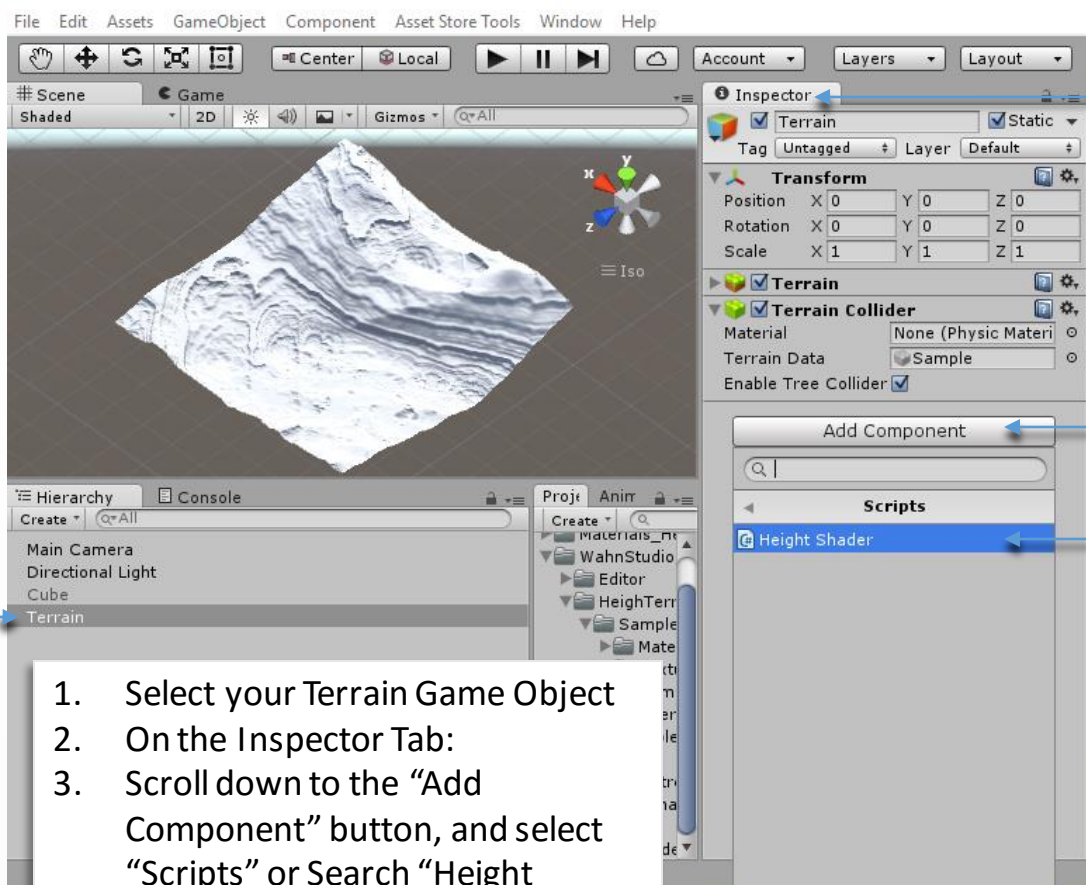 File Edit Assets GameObject Component Asset Store Tools Window Help
Center Local Account Layers Layout
Scene Game
Shaded 2D Gizmos All
y
x
z
Iso
Inspector
Terrain Static
Tag Untagged Layer Default
Transform
Position X 0 Y 0 Z 0
Rotation X 0 Y 0 Z 0
Scale X 1 Y 1 Z 1
Terrain
Terrain Collider
Material None (Physic Materi
Terrain Data Sample
Enable Tree Collider
Add Component
Scripts
Height Shader
Hierarchy Console
Create All
Main Camera
Directional Light
Cube
Terrain
Proje Anim
Create
Materials_He
WahnStudio
Editor
HeighTerr
Sample
Mate
1. Select your Terrain Game Object
2. On the Inspector Tab:
3. Scroll down to the “Add
Component” button, and select
“Scripts” or Search “Height